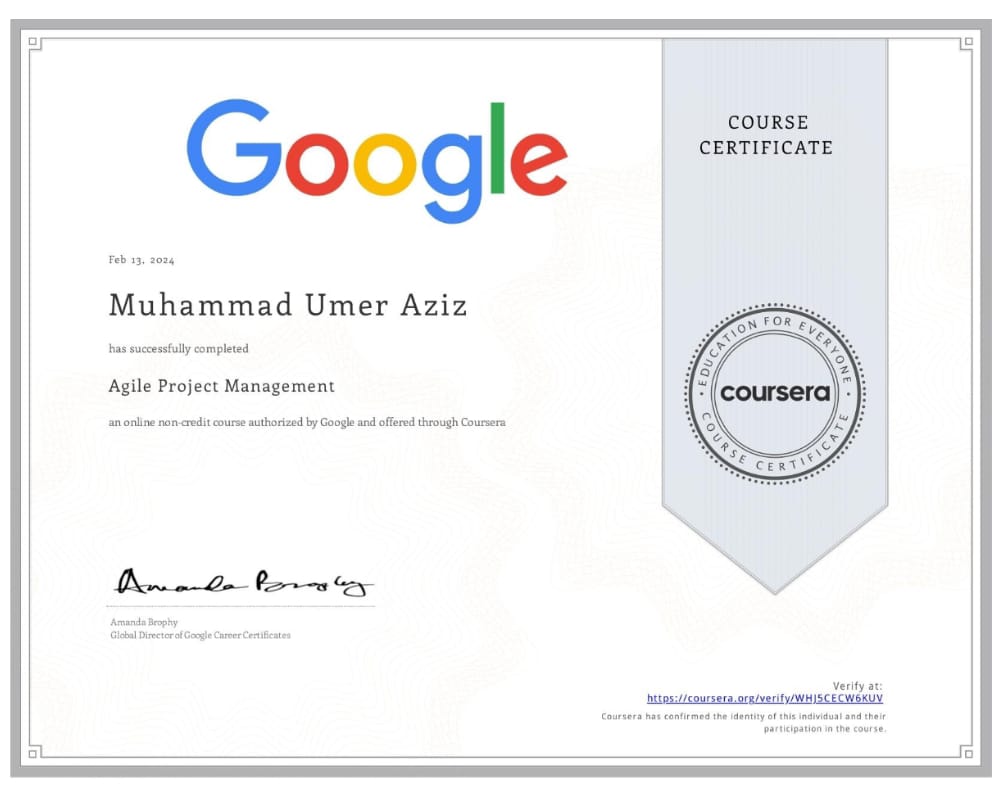 Google
COURSE
CERTIFICATE
Feb 13, 2024
Muhammad Umer Aziz
has successfully completed
Agile Project Management
an online non-credit course authorized by Google and offered through Coursera
EDUCATION FOR EVERYONE
coursera
COURSE CERTIFICATE
Amanda Brophy
Amanda Brophy
Global Director of Google Career Certificates
Verify at:
https://coursera.org/verify/WHJ5CECW6KUV
Coursera has confirmed the identity of this individual and their
participation in the course.